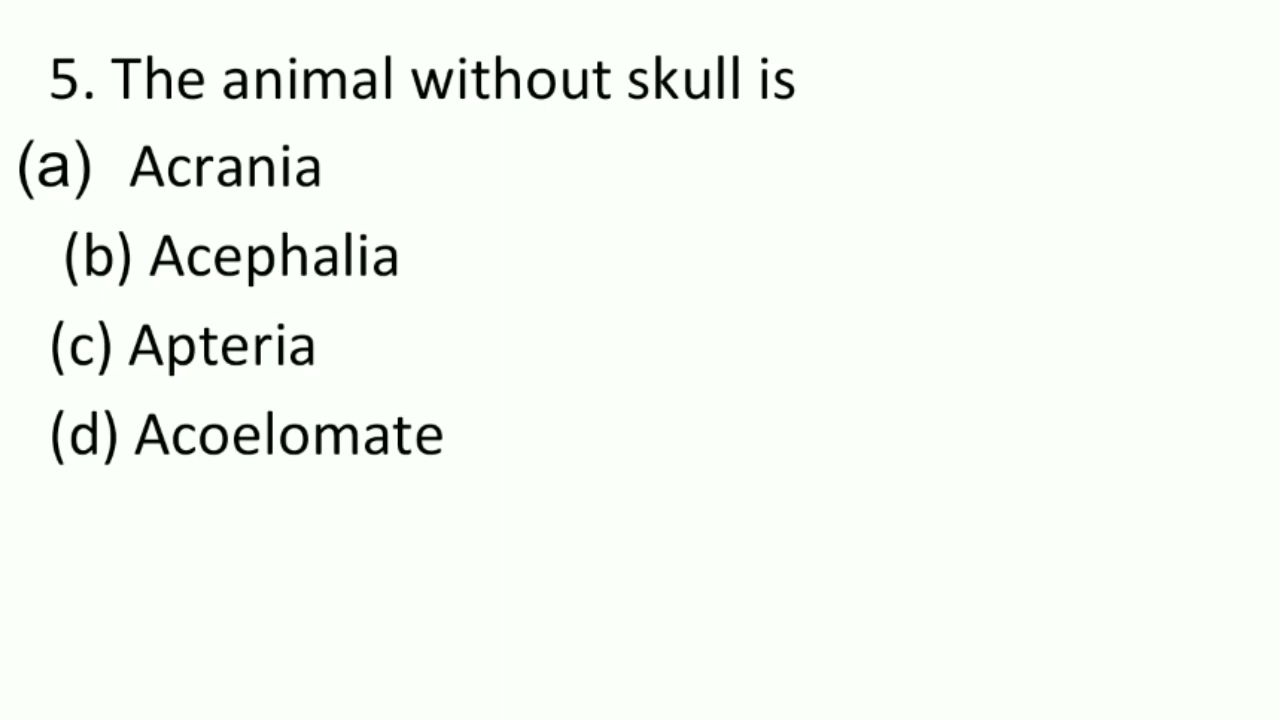 5. The animal without skull is
(a) Acrania
(b) Acephalia
(c) Apteria
(d) Acoelomate